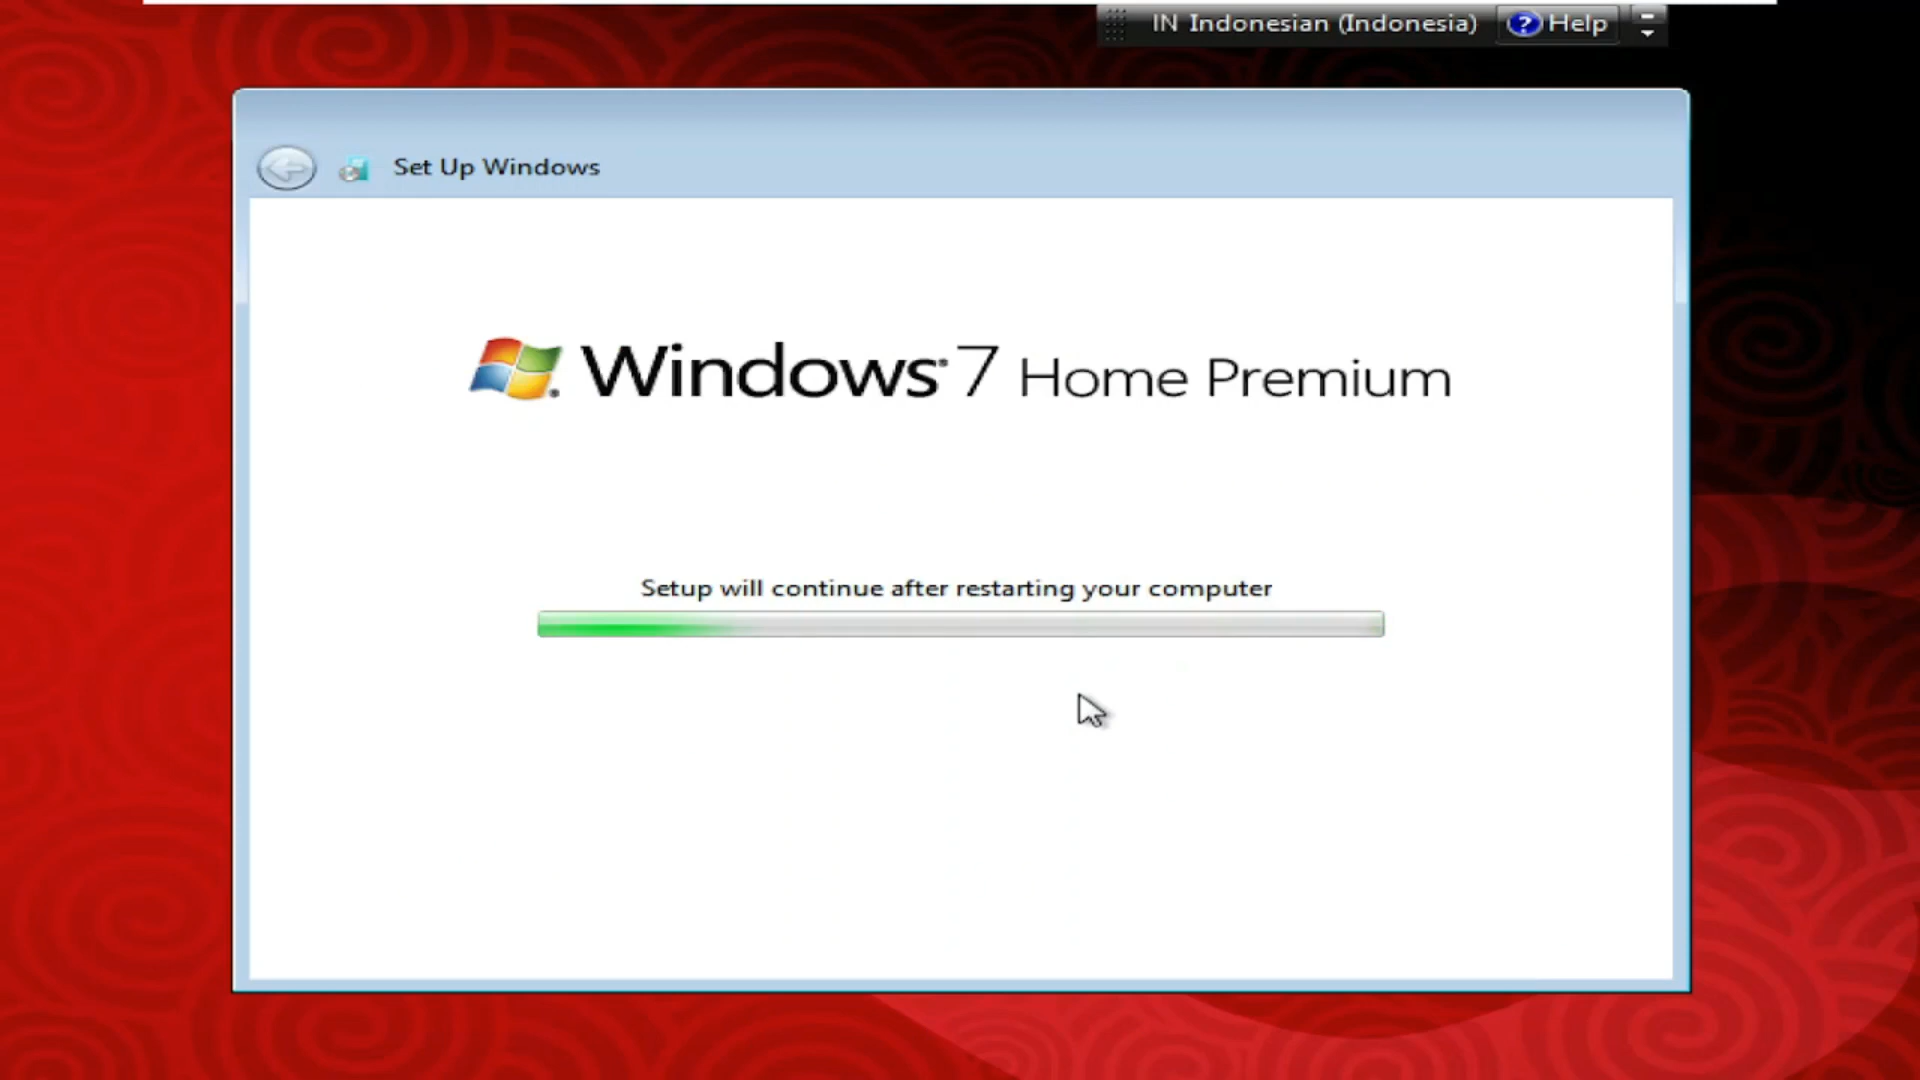 IN Indonesian (Indonesia)
Help
Set Up Windows
Windows® 7 Home Premium
Setup will continue after restarting your computer